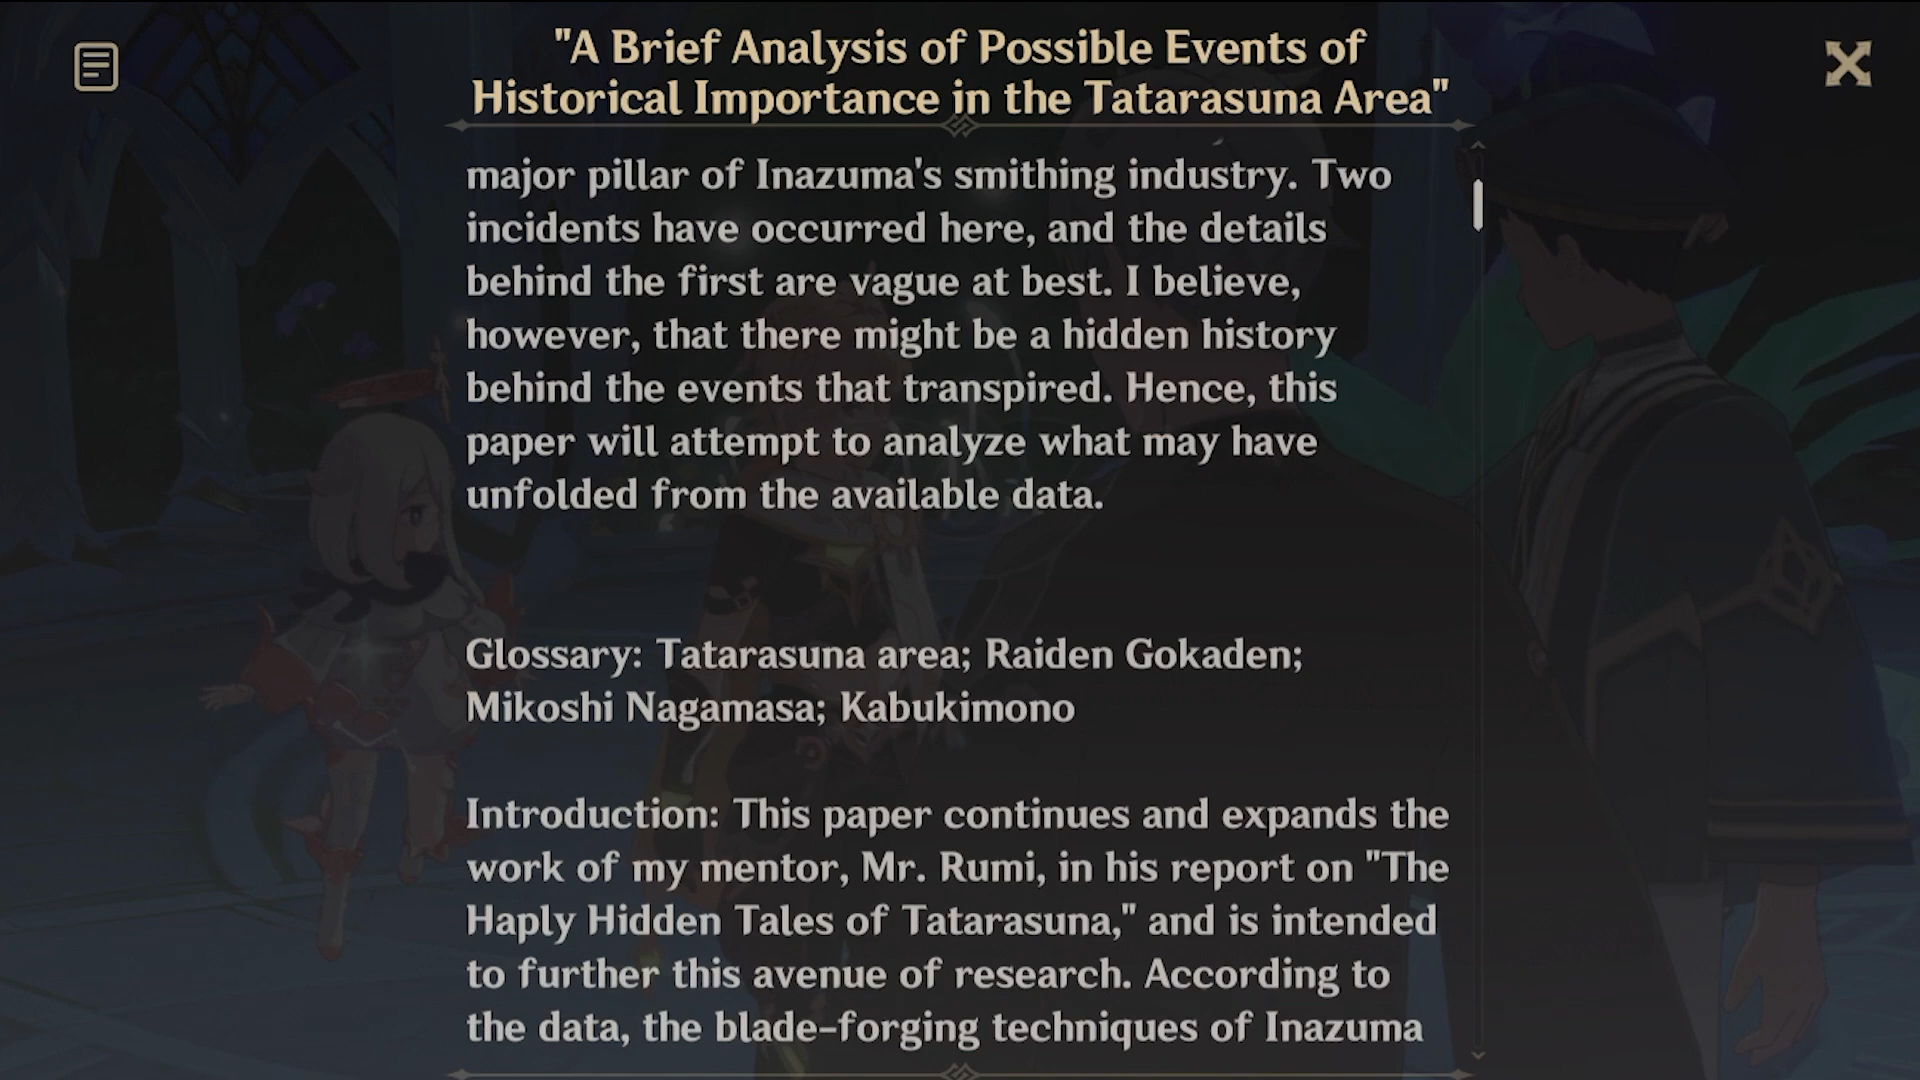 "A Brief Analysis of Possible Events of
Historical Importance in the Tatarasuna Area"
major pillar of Inazuma's smithing industry. Two
incidents have occurred here, and the details
behind the first are vague at best. I believe,
however, that there might be a hidden history
behind the events that transpired. Hence, this
paper will attempt to analyze what may have
unfolded from the available data.
Glossary: Tatarasuna area; Raiden Gokaden;
Mikoshi Nagamasa; Kabukimono
Introduction: This paper continues and expands the
work of my mentor, Mr. Rumi, in his report on "The
Haply Hidden Tales of Tatarasuna," and is intended
to further this avenue of research. According to
the data, the blade-forging techniques of Inazuma